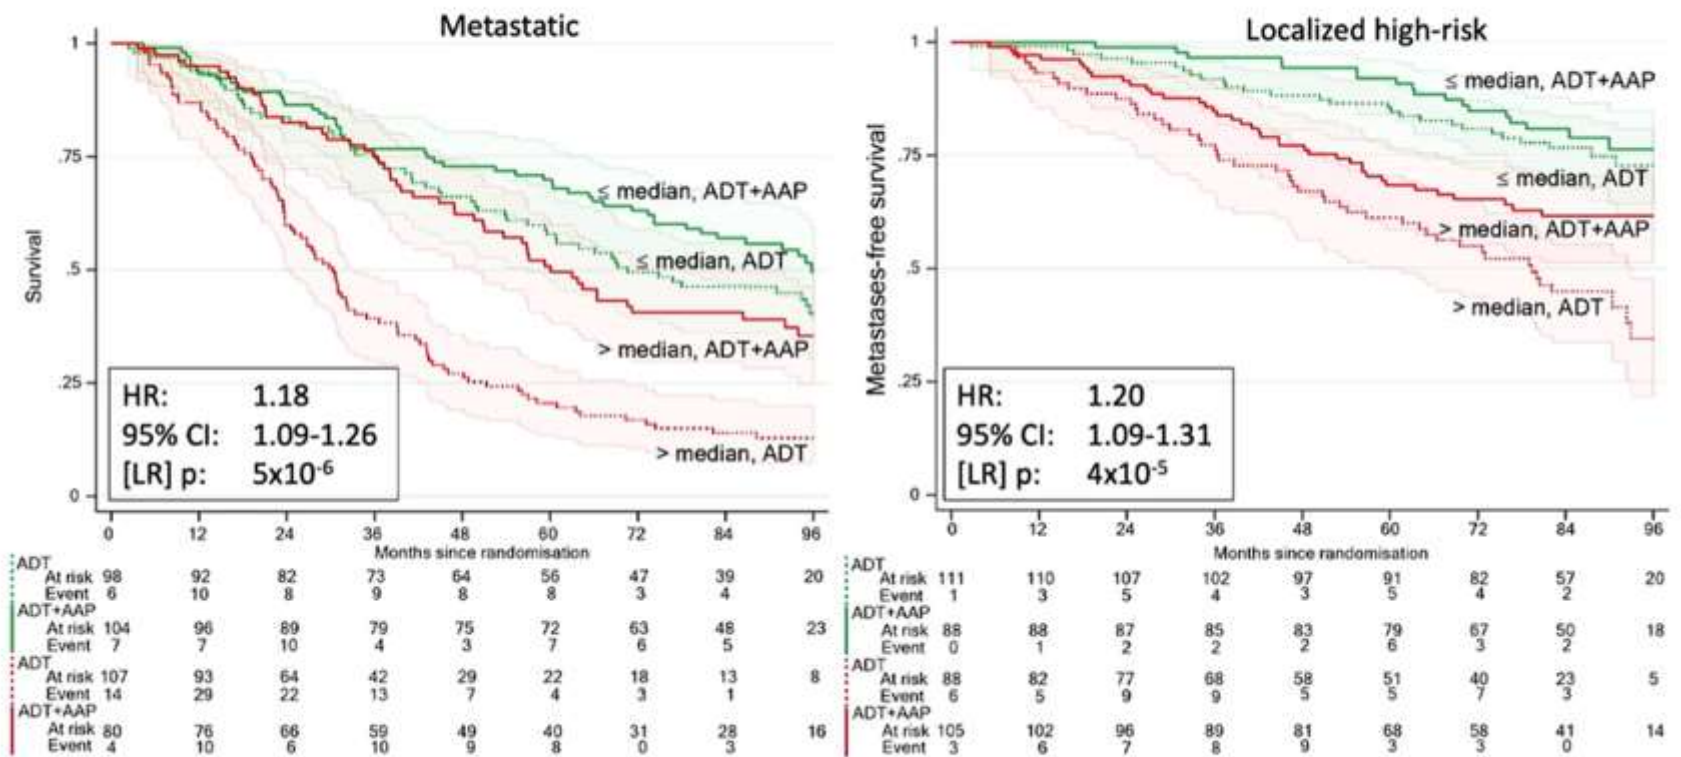 Metastatic
Survival
1
.75
.5
.25
0
≤ median, ADT+AAP
≤ median, ADT
> median, ADT+AAP
> median, ADT
HR: 1.18
95% CI: 1.09-1.26
[LR] p: 5x10⁻⁶
0 12 24 36 48 60 72 84 96
Months since randomisation
ADT
At risk 98 92 82 73 64 56 47 39 20
Event 6 10 8 9 8 8 3 4
ADT+AAP
At risk 104 96 89 79 75 72 63 48 23
Event 7 7 10 4 3 7 6 5
ADT
At risk 107 93 64 42 29 22 18 13 8
Event 14 29 22 13 7 4 3 1
ADT+AAP
At risk 80 76 66 59 49 40 31 28 16
Event 4 10 6 10 9 8 0 3
Localized high-risk
Metastases-free survival
1
.75
.5
.25
0
≤ median, ADT+AAP
≤ median, ADT
> median, ADT+AAP
> median, ADT
HR: 1.20
95% CI: 1.09-1.31
[LR] p: 4x10⁻⁵
0 12 24 36 48 60 72 84 96
Months since randomisation
ADT
At risk 111 110 107 102 97 91 82 57 20
Event 1 3 5 4 3 5 4 2
ADT+AAP
At risk 88 88 87 85 83 79 67 50 18
Event 0 1 2 2 2 6 3 2
ADT
At risk 88 82 77 68 58 51 40 23 5
Event 6 5 9 9 5 5 7 3
ADT+AAP
At risk 105 102 96 89 81 68 58 41 14
Event 3 6 7 8 9 3 3 0